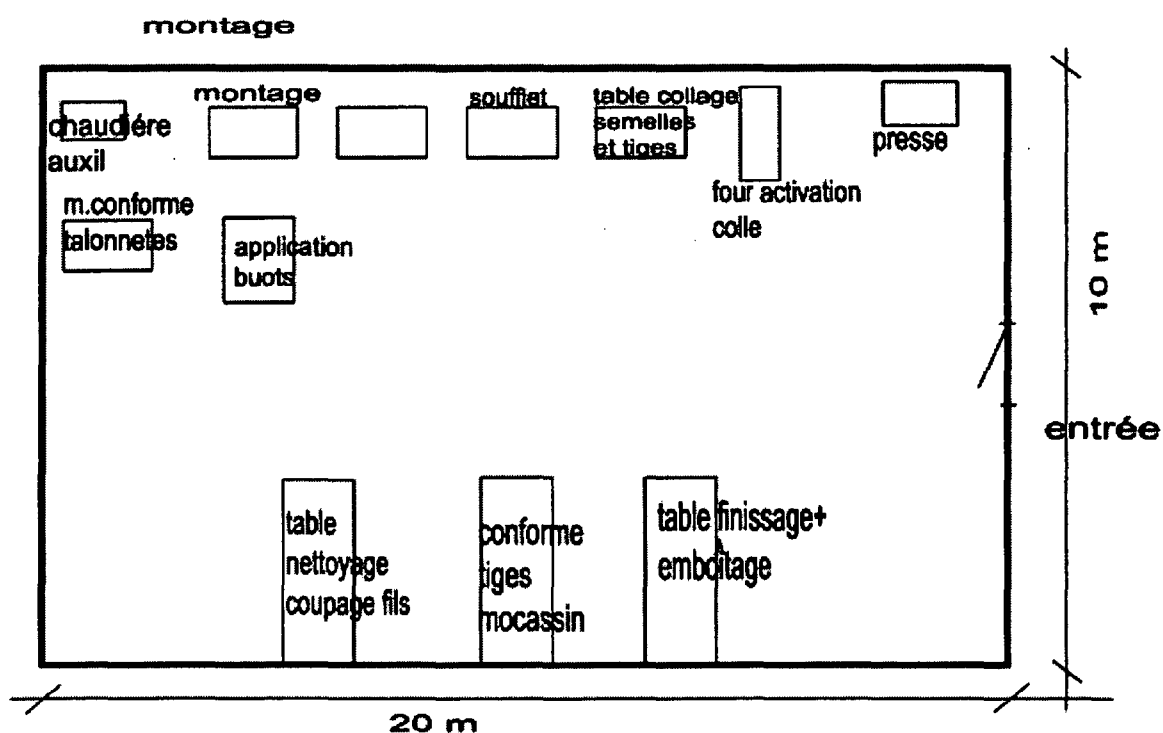 montage
chaudiére
auxil
montage
soufflet
table collage
semelles
et tiges
presse
four activation
colle
m.conforme
talonnetes
application
buots
10 m
entrée
table
nettoyage
coupage fils
conforme
tiges
mocassin
table finissage+
emboîtage
20 m